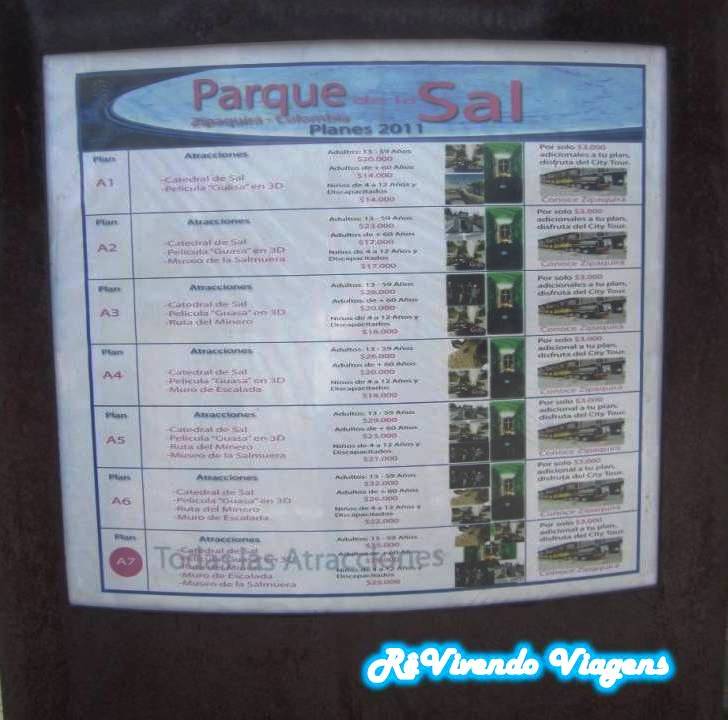 Parque de la Sal
Zipaquirá - Colombia
Planes 2011
Plan
A1
Atracciones
-Catedral de Sal
-Película "Guasa" en 3D
Adultos: 13 - 59 Años
$20.000
Adultos de + 60 Años
$14.000
Niños de 4 a 12 Años y
Discapacitados
$14.000
Por solo $3.000
adicionales a tu plan,
disfruta del City Tour.
Conoce Zipaquirá
Plan
A2
Atracciones
-Catedral de Sal
-Película "Guasa" en 3D
-Museo de la Salmuera
Adultos: 13 - 59 Años
$23.000
Adultos de + 60 Años
$17.000
Niños de 4 a 12 Años y
Discapacitados
$17.000
Por solo $3.000
adicionales a tu plan,
disfruta del City Tour.
Conoce Zipaquirá
Plan
A3
Atracciones
-Catedral de Sal
-Película "Guasa" en 3D
-Ruta del Minero
Adultos: 13 - 59 Años
Adultos. de + 60 Años
$20.000
Niños de 4 a 12 Años y
Discapacitados
$18.000
Por solo $3.000
adicionales a tu plan,
disfruta del City Tour.
Conoce Zipaquirá
Plan
A4
Atracciones
-Catedral de Sal
-Película "Guasa" en 3D
-Muro de Escalada
Adultos: 13 - 59 Años
$26.000
Adultos de + 60 Años
$20.000
Niños de 4 a 12 Años y
Discapacitados
$18.000
Por solo $3.000
adicional a tu plan,
disfruta del City Tour.
Conoce Zipaquirá
Plan
A5
Atracciones
-Catedral de Sal
-Película "Guasa" en 3D
-Ruta del Minero
-Museo de la Salmuera
Adultos: 13 - 59 Años
$29.000
Adultos de + 60 Años
$23.000
Niños de 4 a 12 Años y
Discapacitados
$21.000
Por solo $3.000
adicional a tu plan,
disfruta del City Tour.
Conoce Zipaquirá
Plan
A6
Atracciones
-Catedral de Sal
-Película "Guasa" en 3D
-Ruta del Minero
-Muro de Escalada
Adultos: 13 - 59 Años
$32.000
Adultos de + 60 Años
$26.000
Niños de 4 a 12 Años y
Discapacitados
$22.000
Por solo $3.000
adicional a tu plan,
disfruta del City Tour.
Conoce Zipaquirá
Plan
A7
Atracciones
Todas las Atracciones
-Catedral de Sal
-Muro de Escalada
-Museo de la Salmuera
Adultos: 13 - 59 Años
$35.000
Niños de 4 a 12 Años y
Discapacitados
$25.000
Por solo $3.000
adicional a tu plan,
disfruta del City Tour.
Conoce Zipaquirá
RêVivendo Viagens